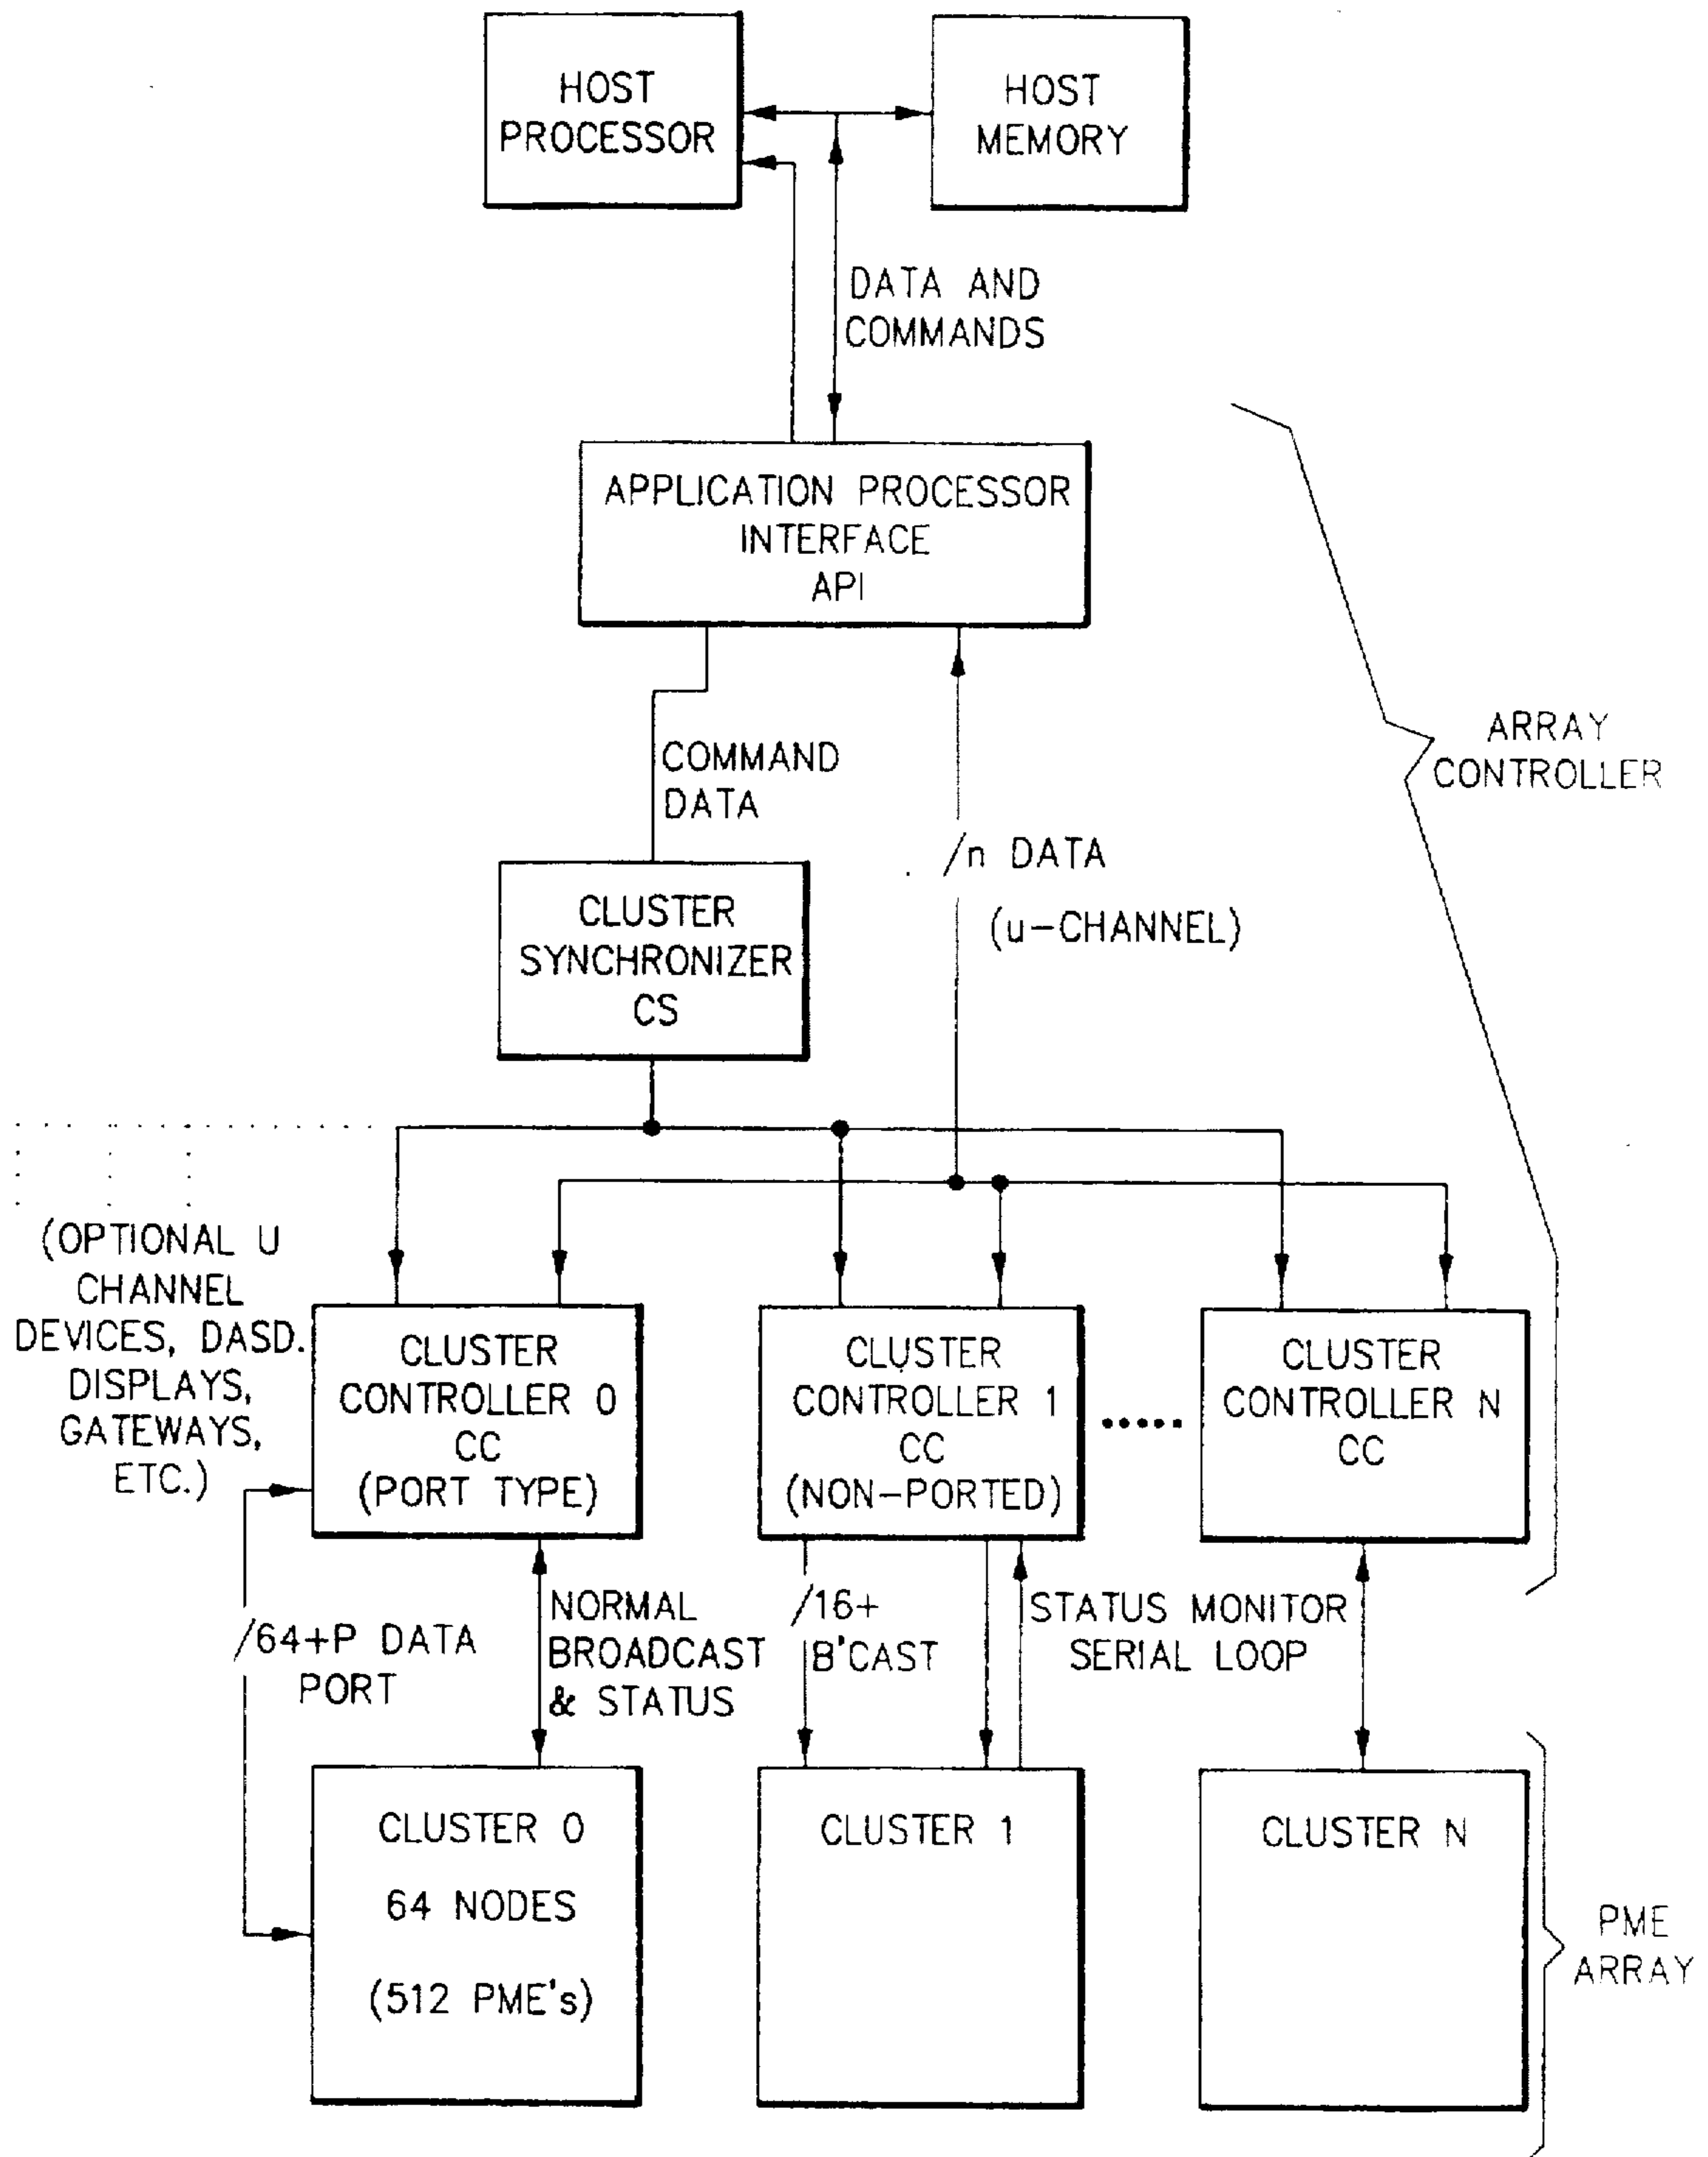 HOST
PROCESSOR
HOST
MEMORY
DATA AND
COMMANDS
APPLICATION PROCESSOR
INTERFACE
API
ARRAY
CONTROLLER
COMMAND
DATA
/n DATA
(u-CHANNEL)
CLUSTER
SYNCHRONIZER
CS
(OPTIONAL U
CHANNEL
DEVICES, DASD.
DISPLAYS,
GATEWAYS,
ETC.)
CLUSTER
CONTROLLER 0
CC
(PORT TYPE)
CLUSTER
CONTROLLER 1
CC
(NON-PORTED)
CLUSTER
CONTROLLER N
CC
/64+P DATA
PORT
NORMAL
BROADCAST
& STATUS
/16+
B'CAST
STATUS MONITOR
SERIAL LOOP
CLUSTER 0
64 NODES
(512 PME's)
CLUSTER 1
CLUSTER N
PME
ARRAY